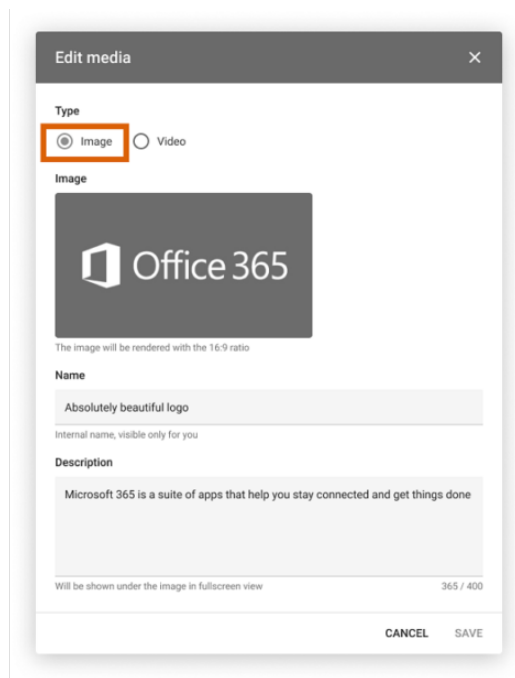 Edit media
Type
Image Video
Image
Office 365
The image will be rendered with the 16:9 ratio
Name
Absolutely beautiful logo
Internal name, visible only for you
Description
Microsoft 365 is a suite of apps that help you stay connected and get things done
Will be shown under the image in fullscreen view 365 / 400
CANCEL SAVE